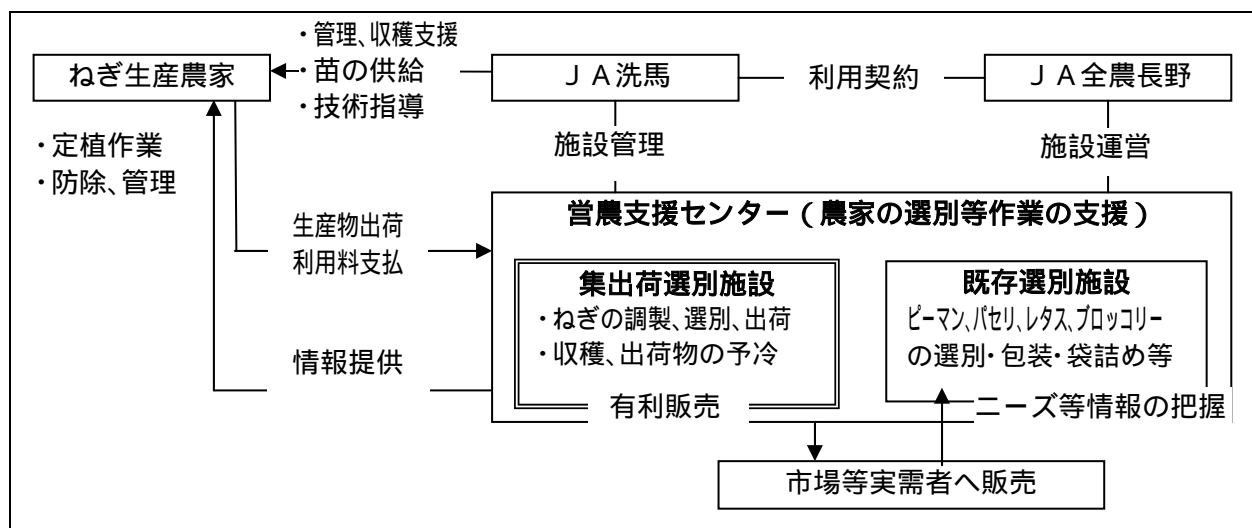 ・管理、収穫支援
ねぎ生産農家
・苗の供給
ＪＡ洗馬
利用契約
ＪＡ全農長野
・技術指導
・定植作業
・防除、管理
施設管理
施設運営
営農支援センター（農家の選別等作業の支援）
生産物出荷
利用料支払
集出荷選別施設
・ねぎの調製、選別、出荷
・収穫、出荷物の予冷
既存選別施設
ピーマン、パセリ、レタス、ブロッコリー
の選別・包装・袋詰め等
情報提供
有利販売
ニーズ等情報の把握
市場等実需者へ販売